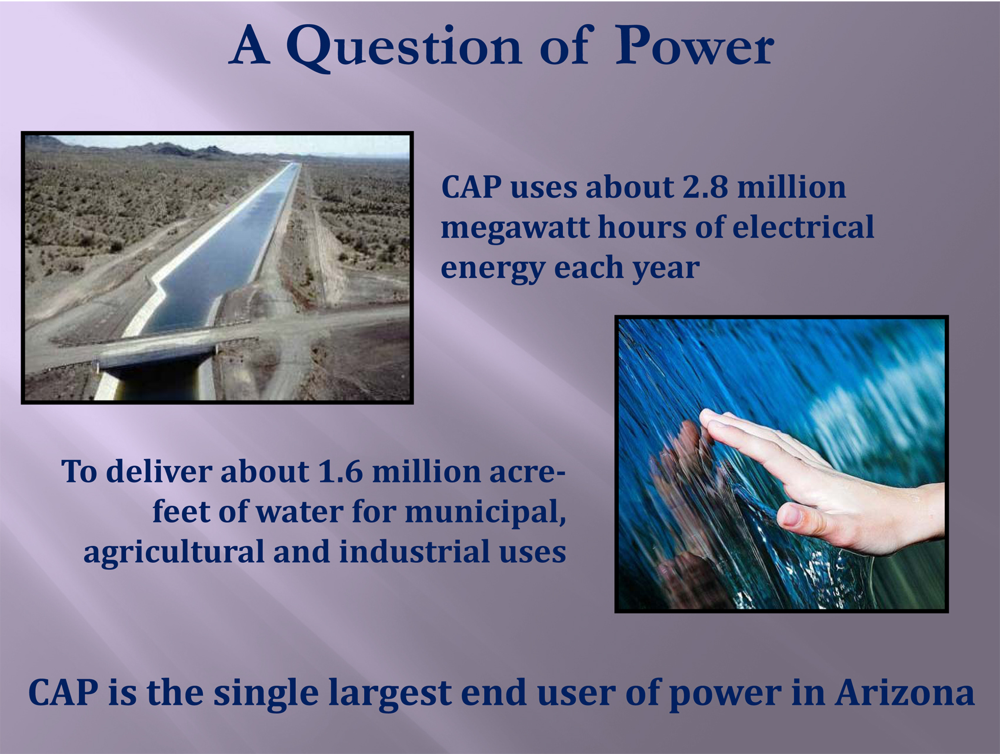 A Question of Power
CAP uses about 2.8 million
megawatt hours of electrical
energy each year
To deliver about 1.6 million acre-
feet of water for municipal,
agricultural and industrial uses
CAP is the single largest end user of power in Arizona